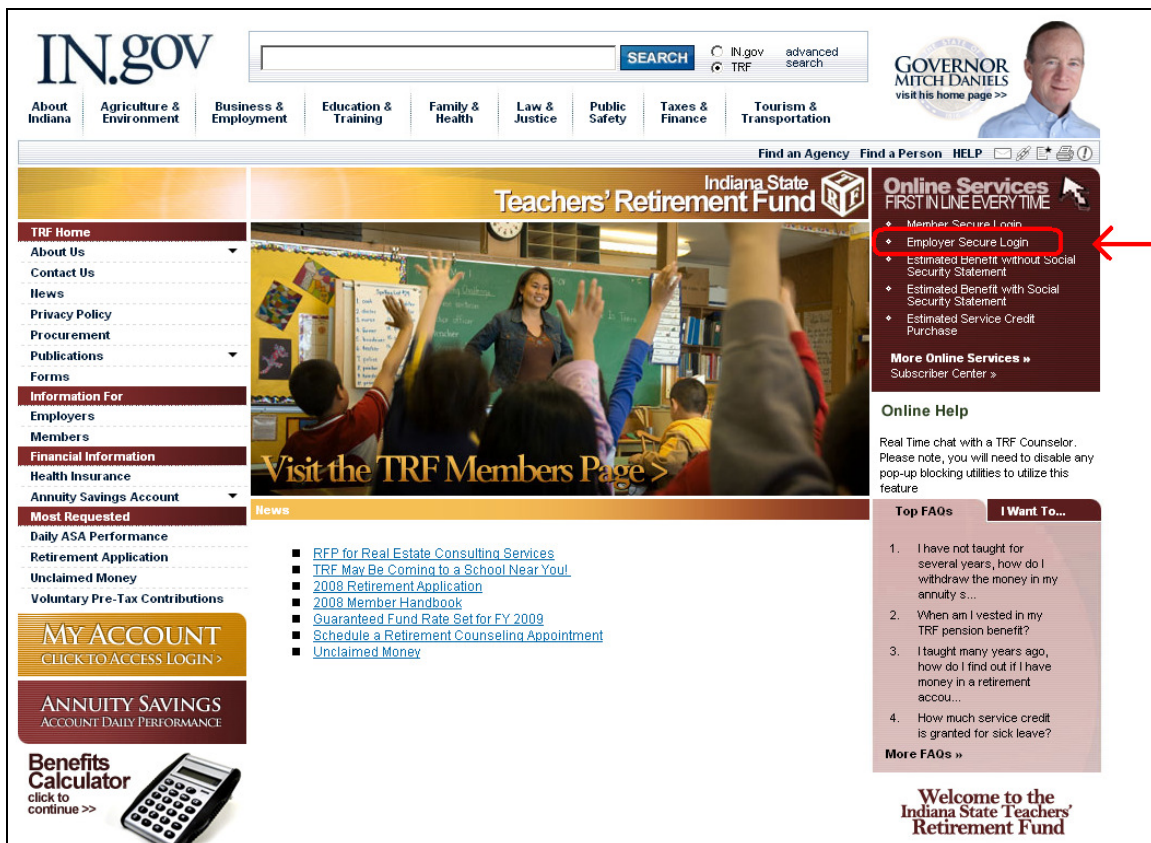 IN.gov
SEARCH
IN.gov
TRF
advanced
search
GOVERNOR
MITCH DANIELS
visit his home page >>
About
Indiana
Agriculture &
Environment
Business &
Employment
Education &
Training
Family &
Health
Law &
Justice
Public
Safety
Taxes &
Finance
Tourism &
Transportation
Find an Agency Find a Person HELP
Indiana State
Teachers' Retirement Fund
TRF
Online Services
FIRST IN LINE EVERY TIME
Member Secure Login
Employer Secure Login
Estimated Benefit without Social
Security Statement
Estimated Benefit with Social
Security Statement
Estimated Service Credit
Purchase
More Online Services »
Subscriber Center »
TRF Home
About Us
Contact Us
News
Privacy Policy
Procurement
Publications
Forms
Information For
Employers
Members
Financial Information
Health Insurance
Annuity Savings Account
Most Requested
Daily ASA Performance
Retirement Application
Unclaimed Money
Voluntary Pre-Tax Contributions
MY ACCOUNT
CLICK TO ACCESS LOGIN >
ANNUITY SAVINGS
ACCOUNT DAILY PERFORMANCE
Benefits
Calculator
click to
continue >>
Visit the TRF Members Page >
News
RFP for Real Estate Consulting Services
TRF May Be Coming to a School Near You!
2008 Retirement Application
2008 Member Handbook
Guaranteed Fund Rate Set for FY 2009
Schedule a Retirement Counseling Appointment
Unclaimed Money
Online Help
Real Time chat with a TRF Counselor.
Please note, you will need to disable any
pop-up blocking utilities to utilize this
feature
Top FAQs
I Want To...
1. I have not taught for
several years, how do I
withdraw the money in my
annuity s...
2. When am I vested in my
TRF pension benefit?
3. I taught many years ago,
how do I find out if I have
money in a retirement
accou...
4. How much service credit
is granted for sick leave?
More FAQs »
Welcome to the
Indiana State Teachers'
Retirement Fund